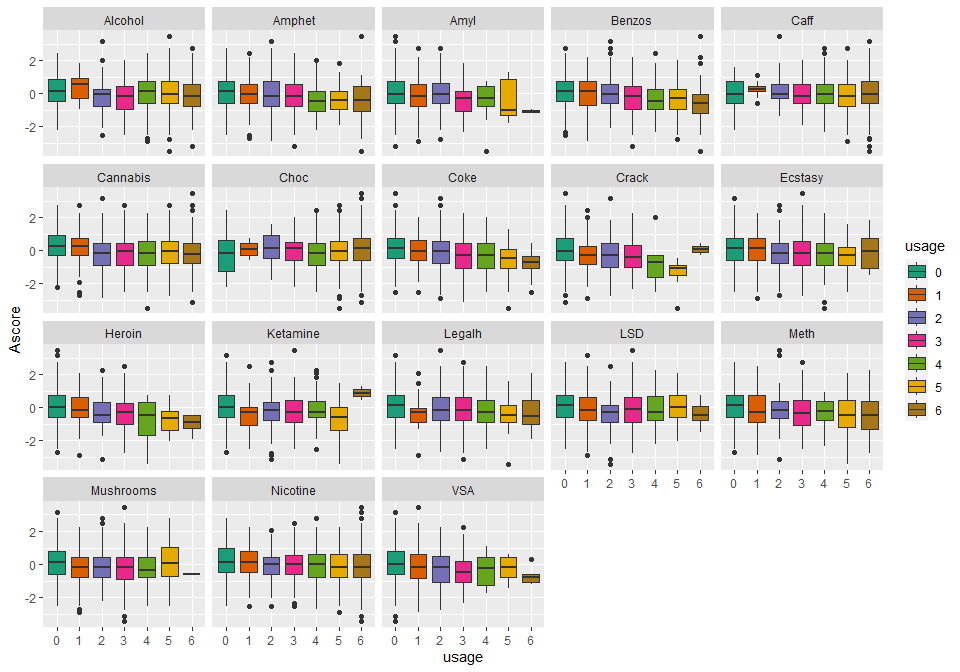 Alcohol Amphet Amyl Benzos Caff
2
0
-2
Cannabis Choc Coke Crack Ecstasy
2
0
-2
usage
0
1
2
3
4
5
6
Ascore
Heroin Ketamine Legalh LSD Meth
2
0
-2
0 1 2 3 4 5 6 0 1 2 3 4 5 6
Mushrooms Nicotine VSA
2
0
-2
0 1 2 3 4 5 6 0 1 2 3 4 5 6 0 1 2 3 4 5 6
usage